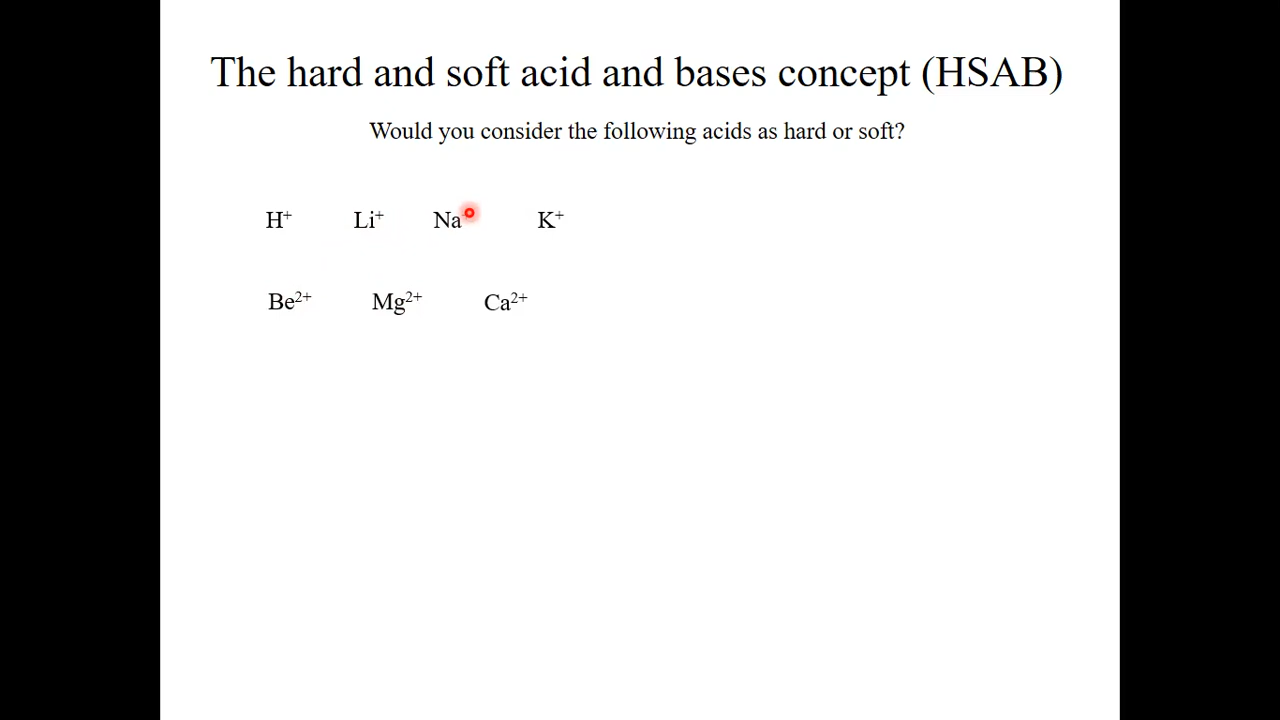 The hard and soft acid and bases concept (HSAB)
Would you consider the following acids as hard or soft?
H⁺ Li⁺ Na K⁺
Be²⁺ Mg²⁺ Ca²⁺